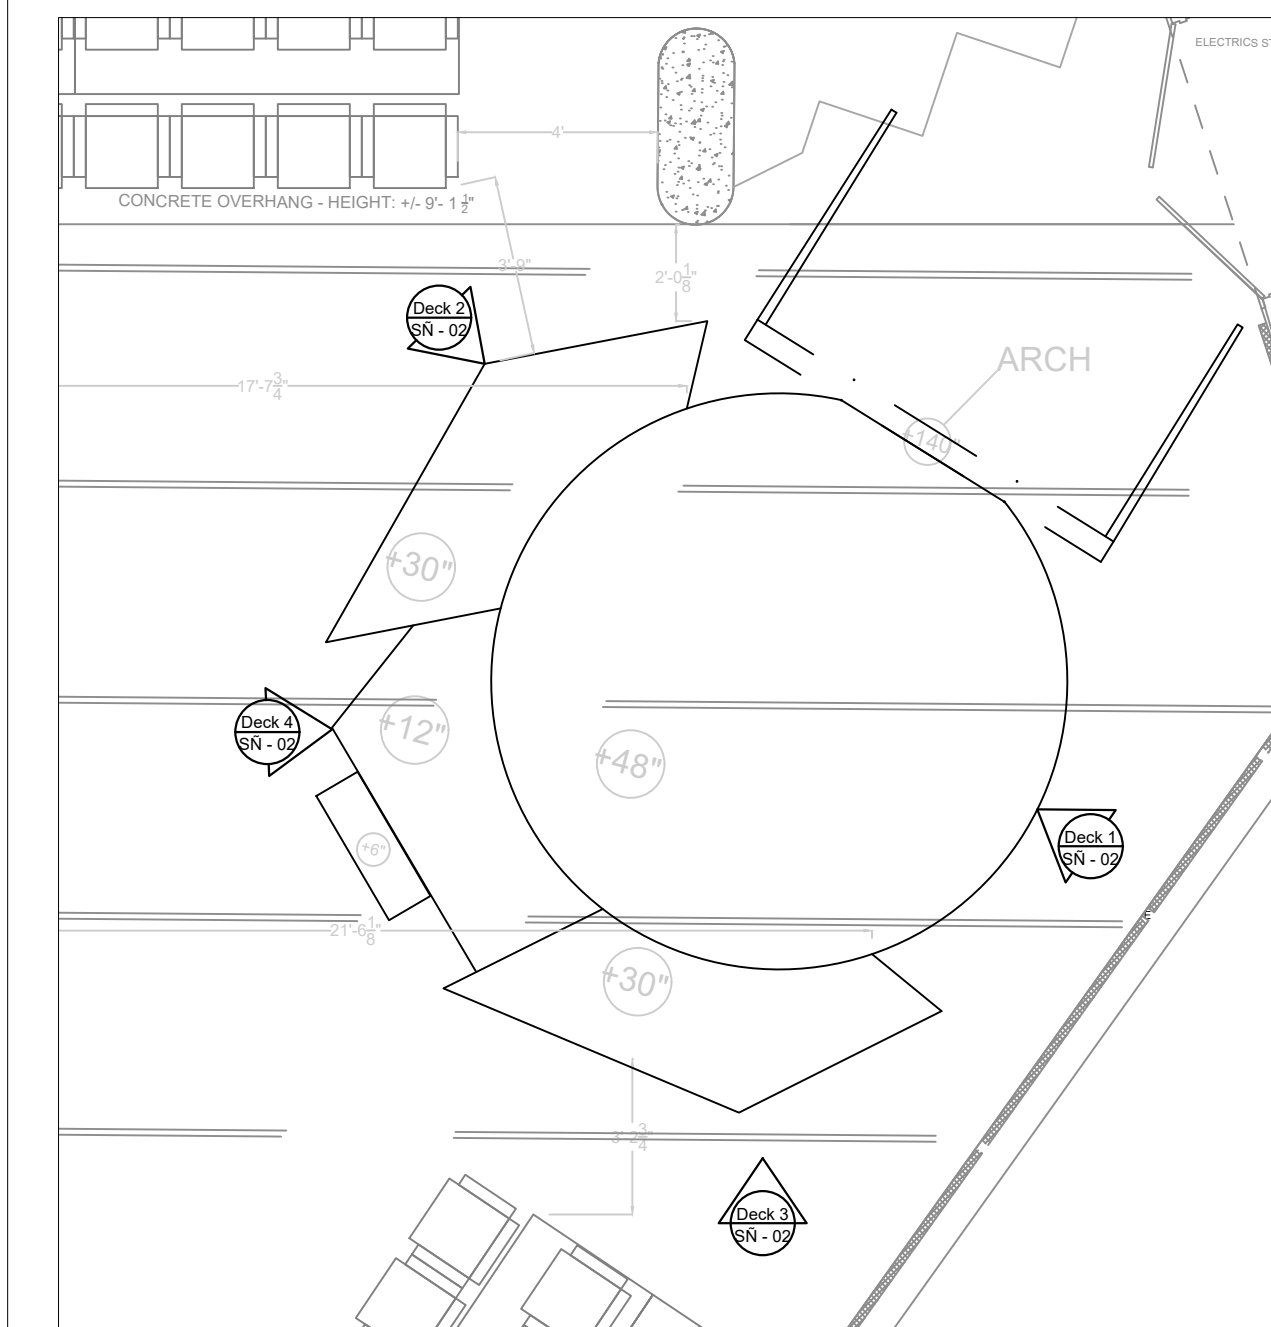 ELECTRICS ST
4'
CONCRETE OVERHANG - HEIGHT: +/- 9'- 1 1/2"
3'-9"
2'-0 1/8"
Deck 2
SÑ - 02
ARCH
17'-7 3/4"
+140"
+30"
+12"
Deck 4
SÑ - 02
+48"
Deck 1
SÑ - 02
+6"
E
21'-6 1/8"
+30"
3'-2 3/4"
Deck 3
SÑ - 02